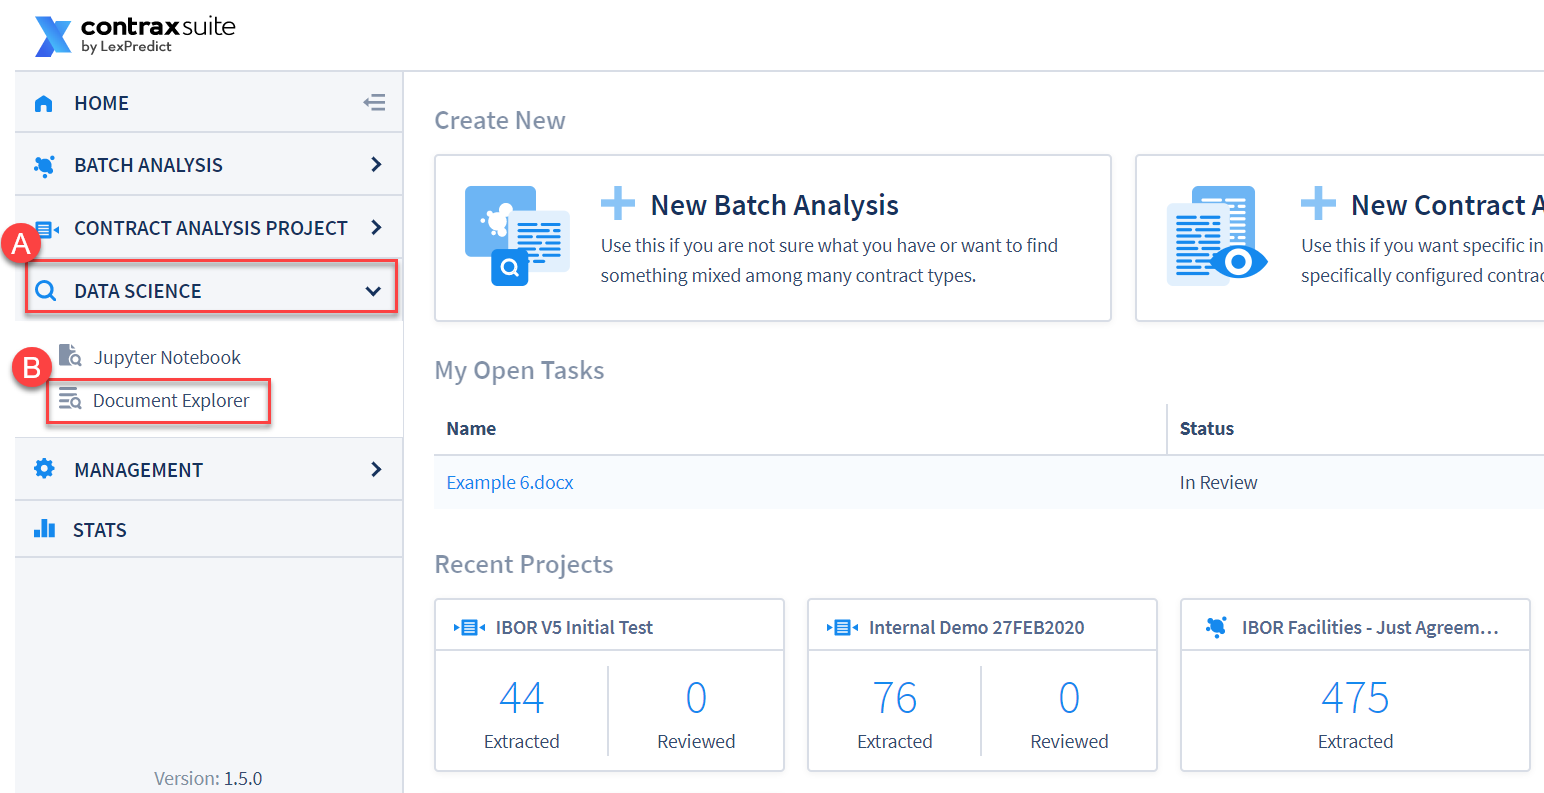 contraxsuite
by LexPredict
HOME
BATCH ANALYSIS
CONTRACT ANALYSIS PROJECT
A
DATA SCIENCE
Jupyter Notebook
B
Document Explorer
MANAGEMENT
STATS
Version: 1.5.0
Create New
New Batch Analysis
Use this if you are not sure what you have or want to find
something mixed among many contract types.
New Contract A
Use this if you want specific in
specifically configured contrac
My Open Tasks
Name Status
Example 6.docx In Review
Recent Projects
IBOR V5 Initial Test
44 0
Extracted Reviewed
Internal Demo 27FEB2020
76 0
Extracted Reviewed
IBOR Facilities - Just Agreem...
475
Extracted